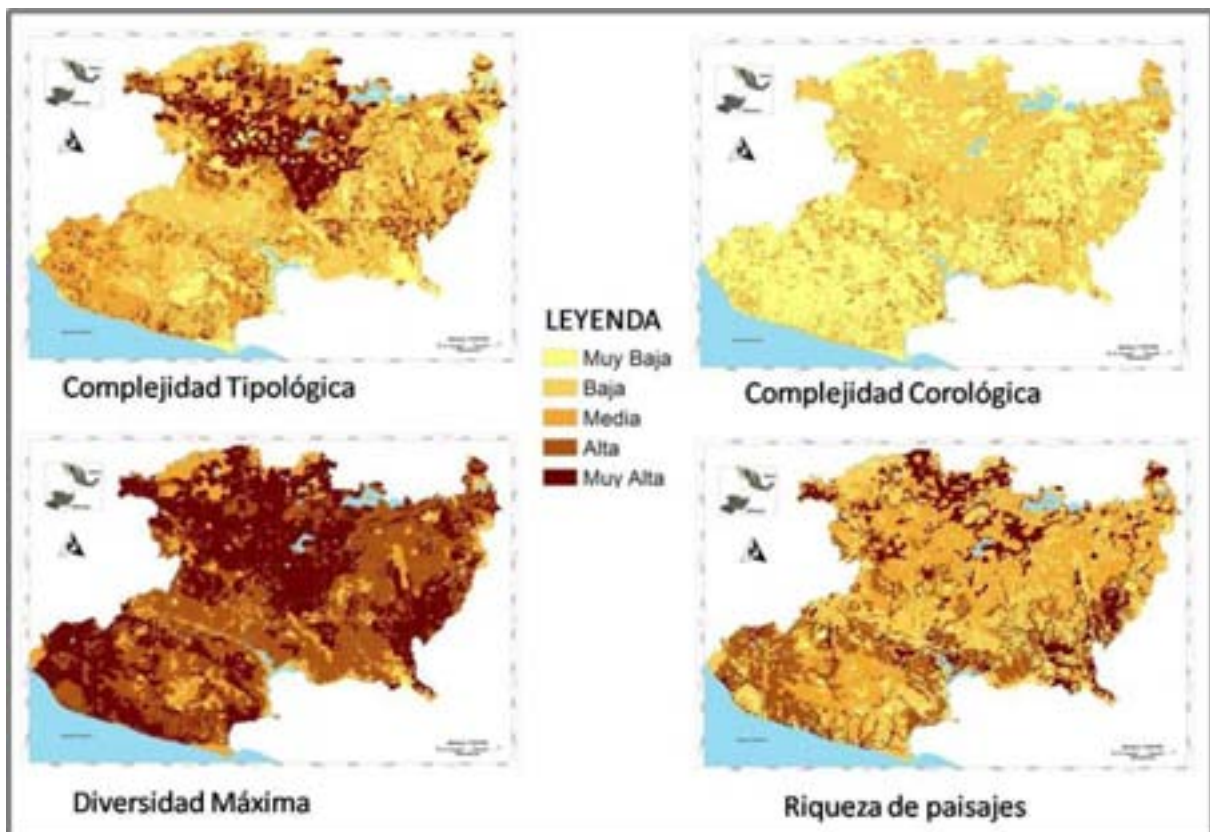 Complejidad Tipológica
Complejidad Corológica
LEYENDA
Muy Baja
Baja
Media
Alta
Muy Alta
Diversidad Máxima
Riqueza de paisajes